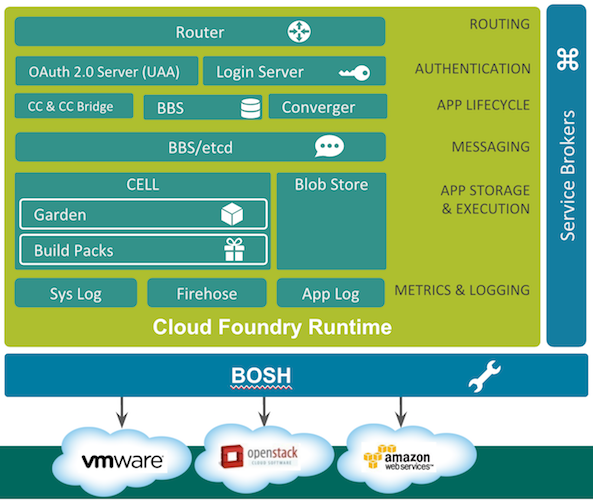 Router
ROUTING
OAuth 2.0 Server (UAA)
Login Server
AUTHENTICATION
CC & CC Bridge
BBS
Converger
APP LIFECYCLE
BBS/etcd
MESSAGING
CELL
Garden
Build Packs
Blob Store
APP STORAGE
& EXECUTION
Sys Log
Firehose
App Log
METRICS & LOGGING
Cloud Foundry Runtime
Service Brokers
BOSH
vmware
openstack
CLOUD SOFTWARE
amazon
web services™